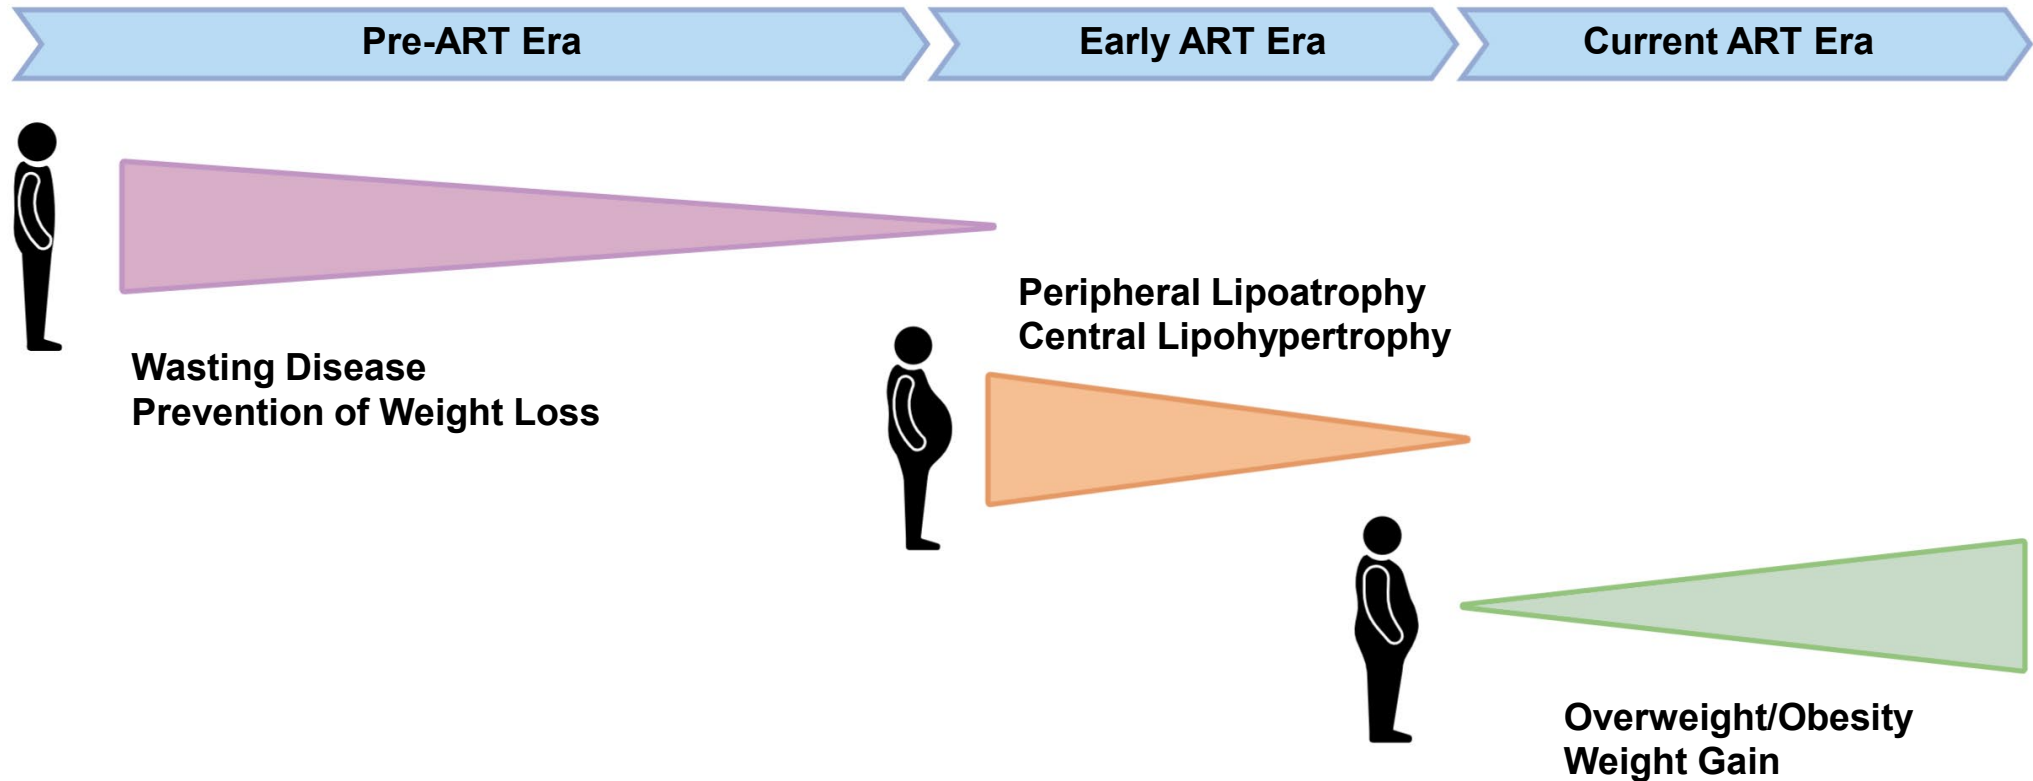 Pre-ART Era
Early ART Era
Current ART Era
Peripheral Lipoatrophy
Central Lipohypertrophy
Wasting Disease
Prevention of Weight Loss
Overweight/Obesity
Weight Gain